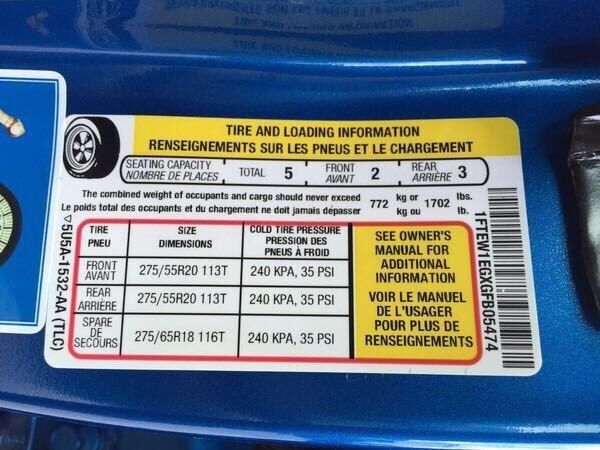 TIRE AND LOADING INFORMATION
RENSEIGNEMENTS SUR LES PNEUS ET LE CHARGEMENT
SEATING CAPACITY
NOMBRE DE PLACES
TOTAL 5
FRONT
AVANT 2
REAR
ARRIÈRE 3
The combined weight of occupants and cargo should never exceed 772 kg or 1702 lbs.
Le poids total des occupants et du chargement ne doit jamais dépasser kg ou lb.
TIRE
PNEU
SIZE
DIMENSIONS
COLD TIRE PRESSURE
PRESSION DES
PNEUS À FROID
FRONT
AVANT
275/55R20 113T
240 KPA, 35 PSI
REAR
ARRIÈRE
275/55R20 113T
240 KPA, 35 PSI
SPARE
DE
SECOURS
275/65R18 116T
240 KPA, 35 PSI
SEE OWNER'S
MANUAL FOR
ADDITIONAL
INFORMATION
VOIR LE MANUEL
DE L'USAGER
POUR PLUS DE
RENSEIGNEMENTS
▽5U5A-1532-AA (TLC)
1FTEW1EGXGFB05474